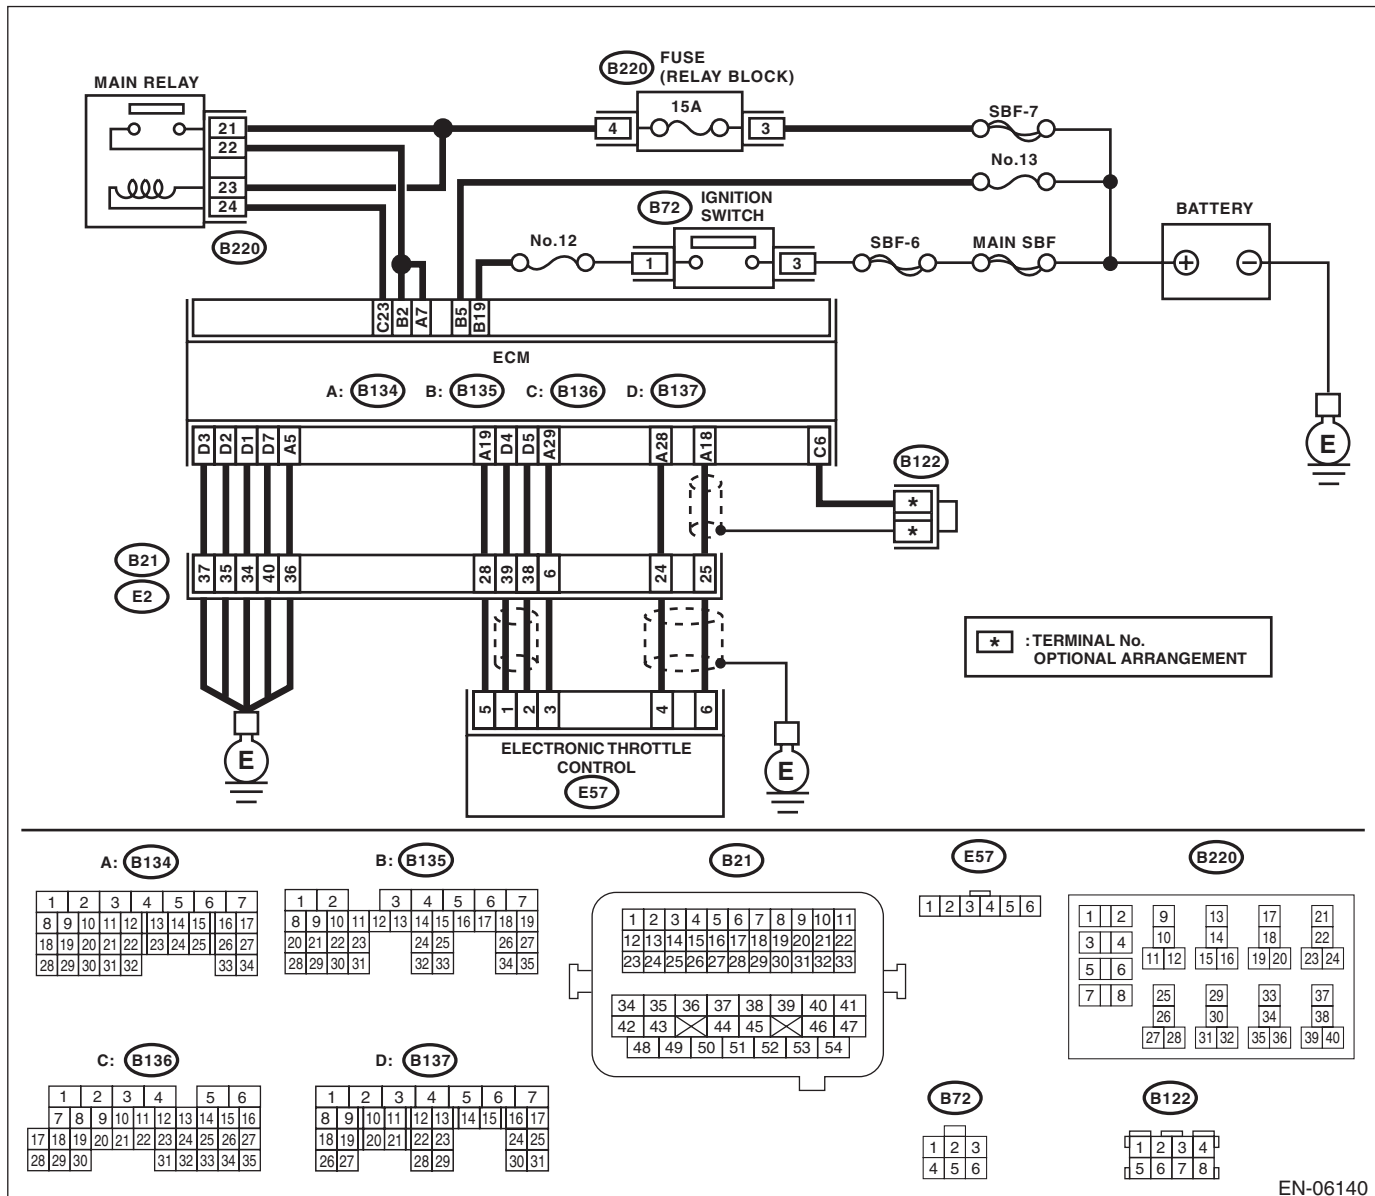 B220 FUSE
(RELAY BLOCK)
MAIN RELAY
15A
SBF-7
21
4
3
22
No.13
23
24
B72 IGNITION
SWITCH
BATTERY
B220
No.12
SBF-6 MAIN SBF
1
3
+ −
C23 B2 A7 B5 B19
ECM
A: B134 B: B135 C: B136 D: B137
E
D3 D2 D1 D7 A5 A19 D4 D5 A29 A28 A18 C6
B122
*
*
B21
37 35 34 40 36 28 39 38 6 24 25
E2
* : TERMINAL No.
OPTIONAL ARRANGEMENT
5 1 2 3 4 6
E
ELECTRONIC THROTTLE
CONTROL
E57
E
A: B134
1 2 3 4 5 6 7
8 9 10 11 12 13 14 15 16 17
18 19 20 21 22 23 24 25 26 27
28 29 30 31 32 33 34
B: B135
1 2 3 4 5 6 7
8 9 10 11 12 13 14 15 16 17 18 19
20 21 22 23 24 25 26 27
28 29 30 31 32 33 34 35
B21
1 2 3 4 5 6 7 8 9 10 11
12 13 14 15 16 17 18 19 20 21 22
23 24 25 26 27 28 29 30 31 32 33
34 35 36 37 38 39 40 41
42 43 44 45 46 47
48 49 50 51 52 53 54
E57
1 2 3 4 5 6
B220
1 2 9 13 17 21
3 4 10 14 18 22
5 6 11 12 15 16 19 20 23 24
7 8 25 29 33 37
26 30 34 38
27 28 31 32 35 36 39 40
C: B136
1 2 3 4 5 6
7 8 9 10 11 12 13 14 15 16
17 18 19 20 21 22 23 24 25 26 27
28 29 30 31 32 33 34 35
D: B137
1 2 3 4 5 6 7
8 9 10 11 12 13 14 15 16 17
18 19 20 21 22 23 24 25
26 27 28 29 30 31
B72
1 2 3
4 5 6
B122
1 2 3 4
5 6 7 8
EN-06140